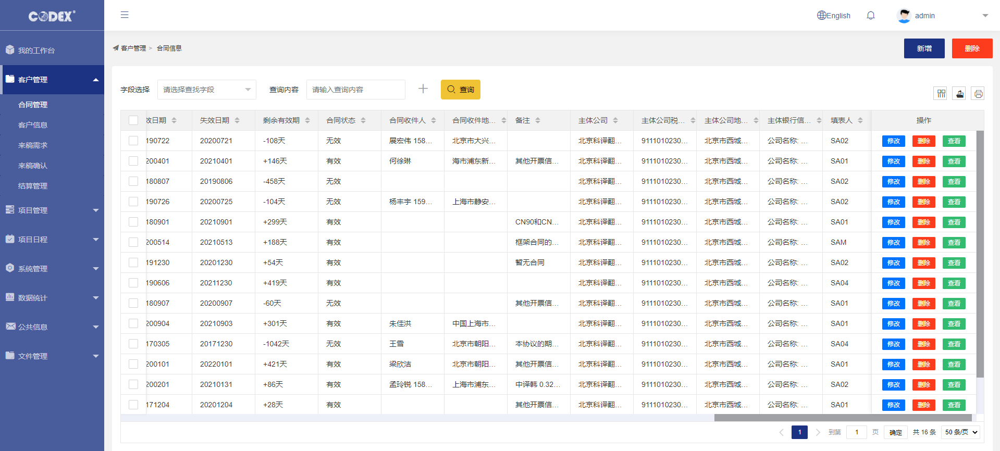 CODEX®
English
admin
我的工作台
客户管理
合同管理
客户信息
来稿需求
来稿确认
结算管理
项目管理
项目日程
系统管理
数据统计
公共信息
文件管理
客户管理 > 合同信息
新增 删除
字段选择 请选择查找字段 查询内容 请输入查询内容 + 查询
日期 失效日期 剩余有效期 合同状态 合同收件人 合同收件地... 备注 主体公司 主体公司税... 主体公司地... 主体银行信... 填表人 操作
190722 20200721 -108天 无效 展宏伟 158... 北京市大兴... 北京科译翻... 9111010230... 北京市西城... 公司名称: ... SA02 修改 删除 查看
200401 20210401 +146天 有效 何徐琳 海市浦东新... 其他开票信... 北京科译翻... 9111010230... 北京市西城... 公司名称: ... SA01 修改 删除 查看
180807 20190806 -458天 无效 北京科译翻... 9111010230... 北京市西城... 公司名称: ... SA02 修改 删除 查看
190726 20200725 -104天 无效 杨丰宇 159... 上海市静安... 北京科译翻... 9111010230... 北京市西城... 公司名称: ... SA02 修改 删除 查看
180901 20210901 +299天 有效 CN90和CN... 北京科译翻... 9111010230... 北京市西城... 公司名称: ... SA01 修改 删除 查看
200514 20210513 +188天 有效 框架合同的... 北京科译翻... 9111010230... 北京市西城... 公司名称: ... SAM 修改 删除 查看
191230 20201230 +54天 有效 暂无合同 北京科译翻... 9111010230... 北京市西城... 公司名称: ... SA02 修改 删除 查看
190606 20211230 +419天 有效 北京科译翻... 9111010230... 北京市西城... 公司名称: ... SA04 修改 删除 查看
180907 20200907 -60天 无效 其他开票信... 北京科译翻... 9111010230... 北京市西城... 公司名称: ... SA01 修改 删除 查看
200904 20210903 +301天 有效 朱佳洪 中国上海市... 北京科译翻... 9111010230... 北京市西城... 公司名称: ... SA01 修改 删除 查看
170305 20171230 -1042天 无效 王雪 北京市朝阳... 本协议的期... 北京科译翻... 9111010230... 北京市西城... 公司名称: ... SA04 修改 删除 查看
200101 20220101 +421天 有效 梁欣洁 北京市朝阳... 其他开票信... 北京科译翻... 9111010230... 北京市西城... 公司名称: ... SA01 修改 删除 查看
200201 20210131 +86天 有效 孟玲锐 158... 上海市浦东... 中译韩 0.32... 北京科译翻... 9111010230... 北京市西城... 公司名称: ... SA02 修改 删除 查看
171204 20201204 +28天 有效 其他开票信... 北京科译翻... 9111010230... 北京市西城... 公司名称: ... SA01 修改 删除 查看
1 到第 1 页 确定 共 16 条 50 条/页